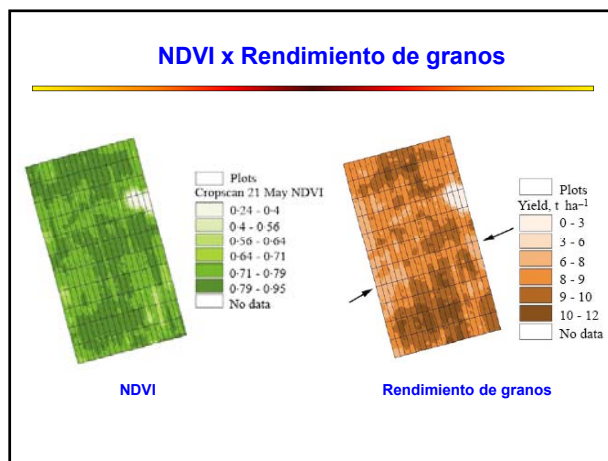 NDVI x Rendimiento de granos
Plots
Cropscan 21 May NDVI
0·24 - 0·4
0·4 - 0·56
0·56 - 0·64
0·64 - 0·71
0·71 - 0·79
0·79 - 0·95
No data
NDVI
Plots
Yield, t ha⁻¹
0 - 3
3 - 6
6 - 8
8 - 9
9 - 10
10 - 12
No data
Rendimiento de granos